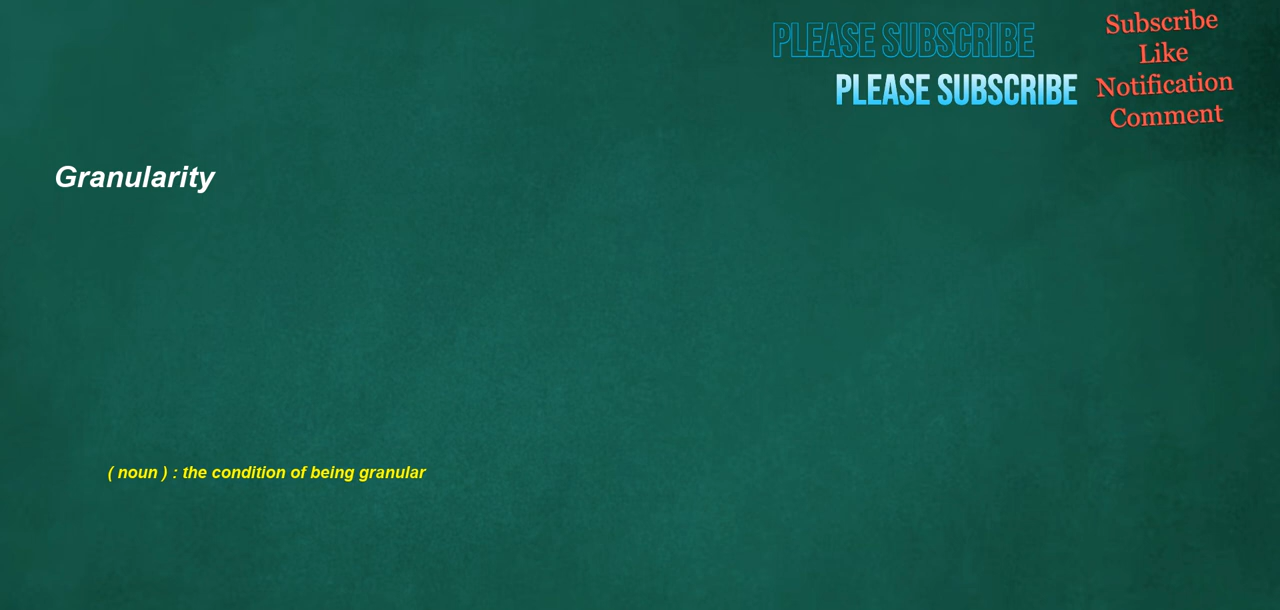 PLEASE SUBSCRIBE
PLEASE SUBSCRIBE
Subscribe
Like
Notification
Comment
Granularity
( noun ) : the condition of being granular